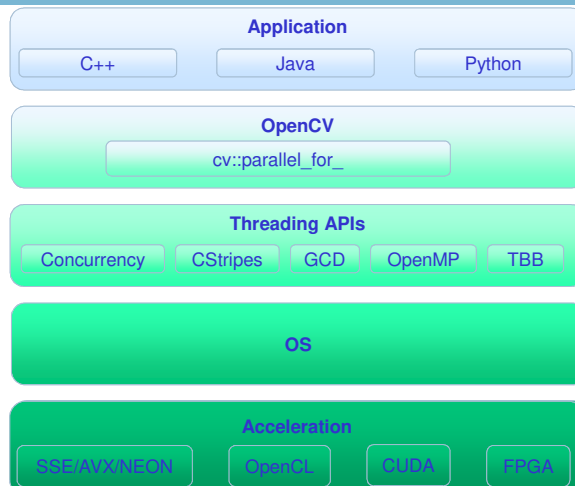 Application
C++ Java Python
OpenCV
cv::parallel_for_
Threading APIs
Concurrency CStripes GCD OpenMP TBB
OS
Acceleration
SSE/AVX/NEON OpenCL CUDA FPGA